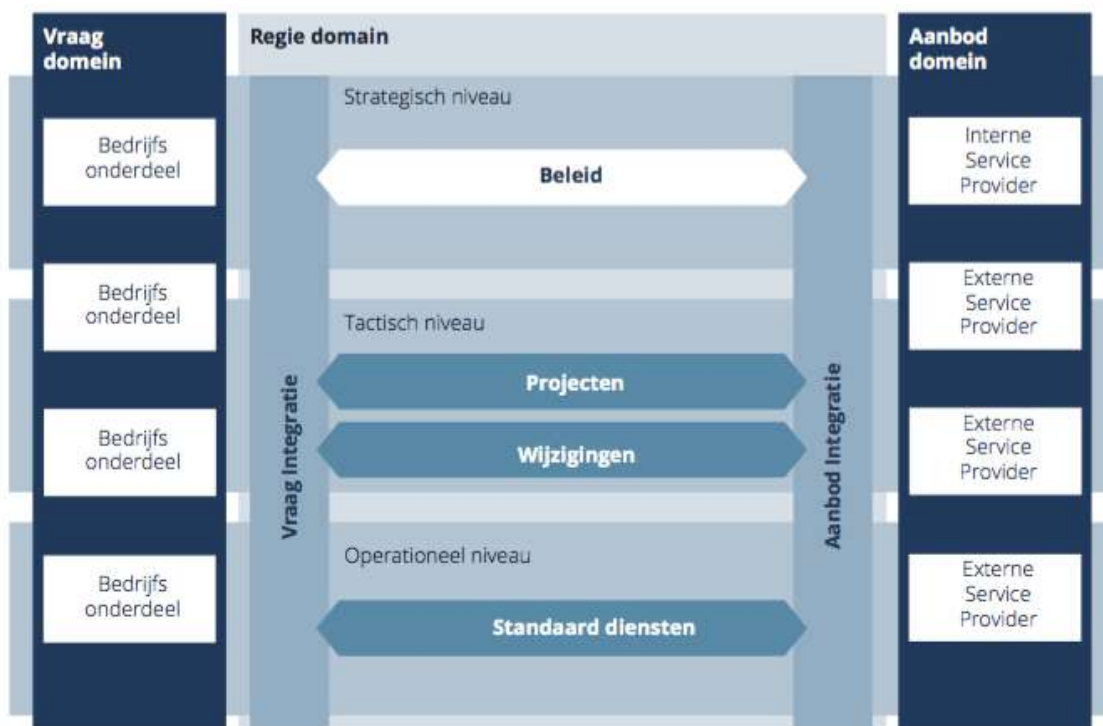 Vraag
domein
Bedrijfs
onderdeel
Bedrijfs
onderdeel
Bedrijfs
onderdeel
Bedrijfs
onderdeel
Regie domain
Vraag Integratie
Strategisch niveau
Beleid
Tactisch niveau
Projecten
Wijzigingen
Operationeel niveau
Standaard diensten
Aanbod Integratie
Aanbod
domein
Interne
Service
Provider
Externe
Service
Provider
Externe
Service
Provider
Externe
Service
Provider